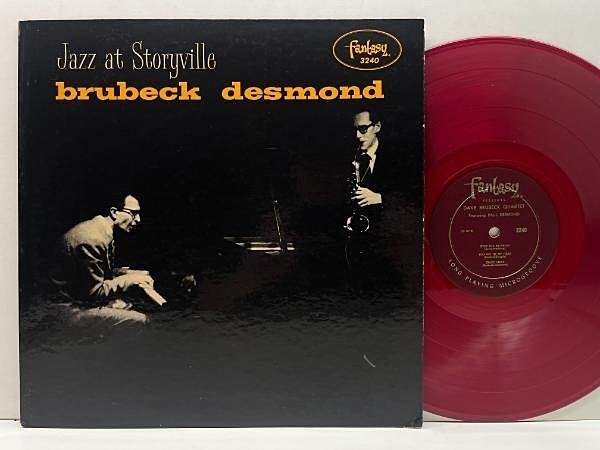 Jazz at Storyville
fantasy
3240
brubeck desmond
fantasy
PRESENTS
DAVE BRUBECK QUARTET
Featuring PAUL DESMOND
3240
LONG PLAYING MICROGROOVE